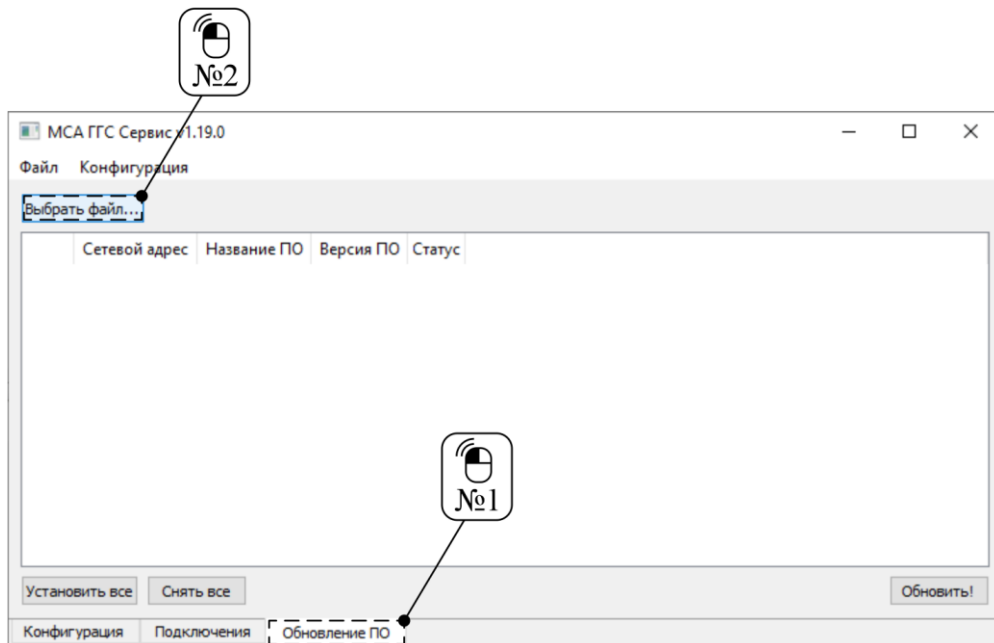 №2
МСА ГГС Сервис v1.19.0
Файл Конфигурация
Выбрать файл...
Сетевой адрес Название ПО Версия ПО Статус
№1
Установить все Снять все Обновить!
Конфигурация Подключения Обновление ПО